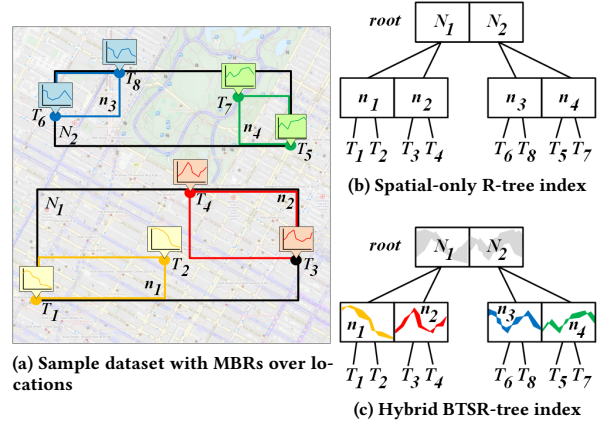 T8
n3
T6
N2
T7
n4
T5
N1
T4
n2
T2
T3
n1
T1
(a) Sample dataset with MBRs over lo-
cations
root N1 N2
n1 n2 n3 n4
T1 T2 T3 T4 T6 T8 T5 T7
(b) Spatial-only R-tree index
root N1 N2
n1 n2 n3 n4
T1 T2 T3 T4 T6 T8 T5 T7
(c) Hybrid BTSR-tree index